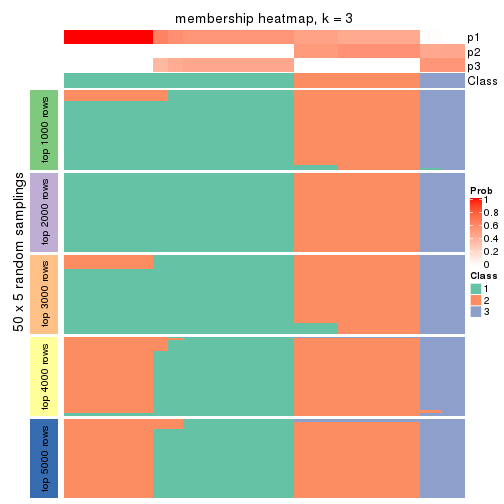 membership heatmap, k = 3
p1
p2
p3
Class
50 x 5 random samplings
top 1000 rows
top 2000 rows
top 3000 rows
top 4000 rows
top 5000 rows
Prob
1
0.8
0.6
0.4
0.2
0
Class
1
2
3